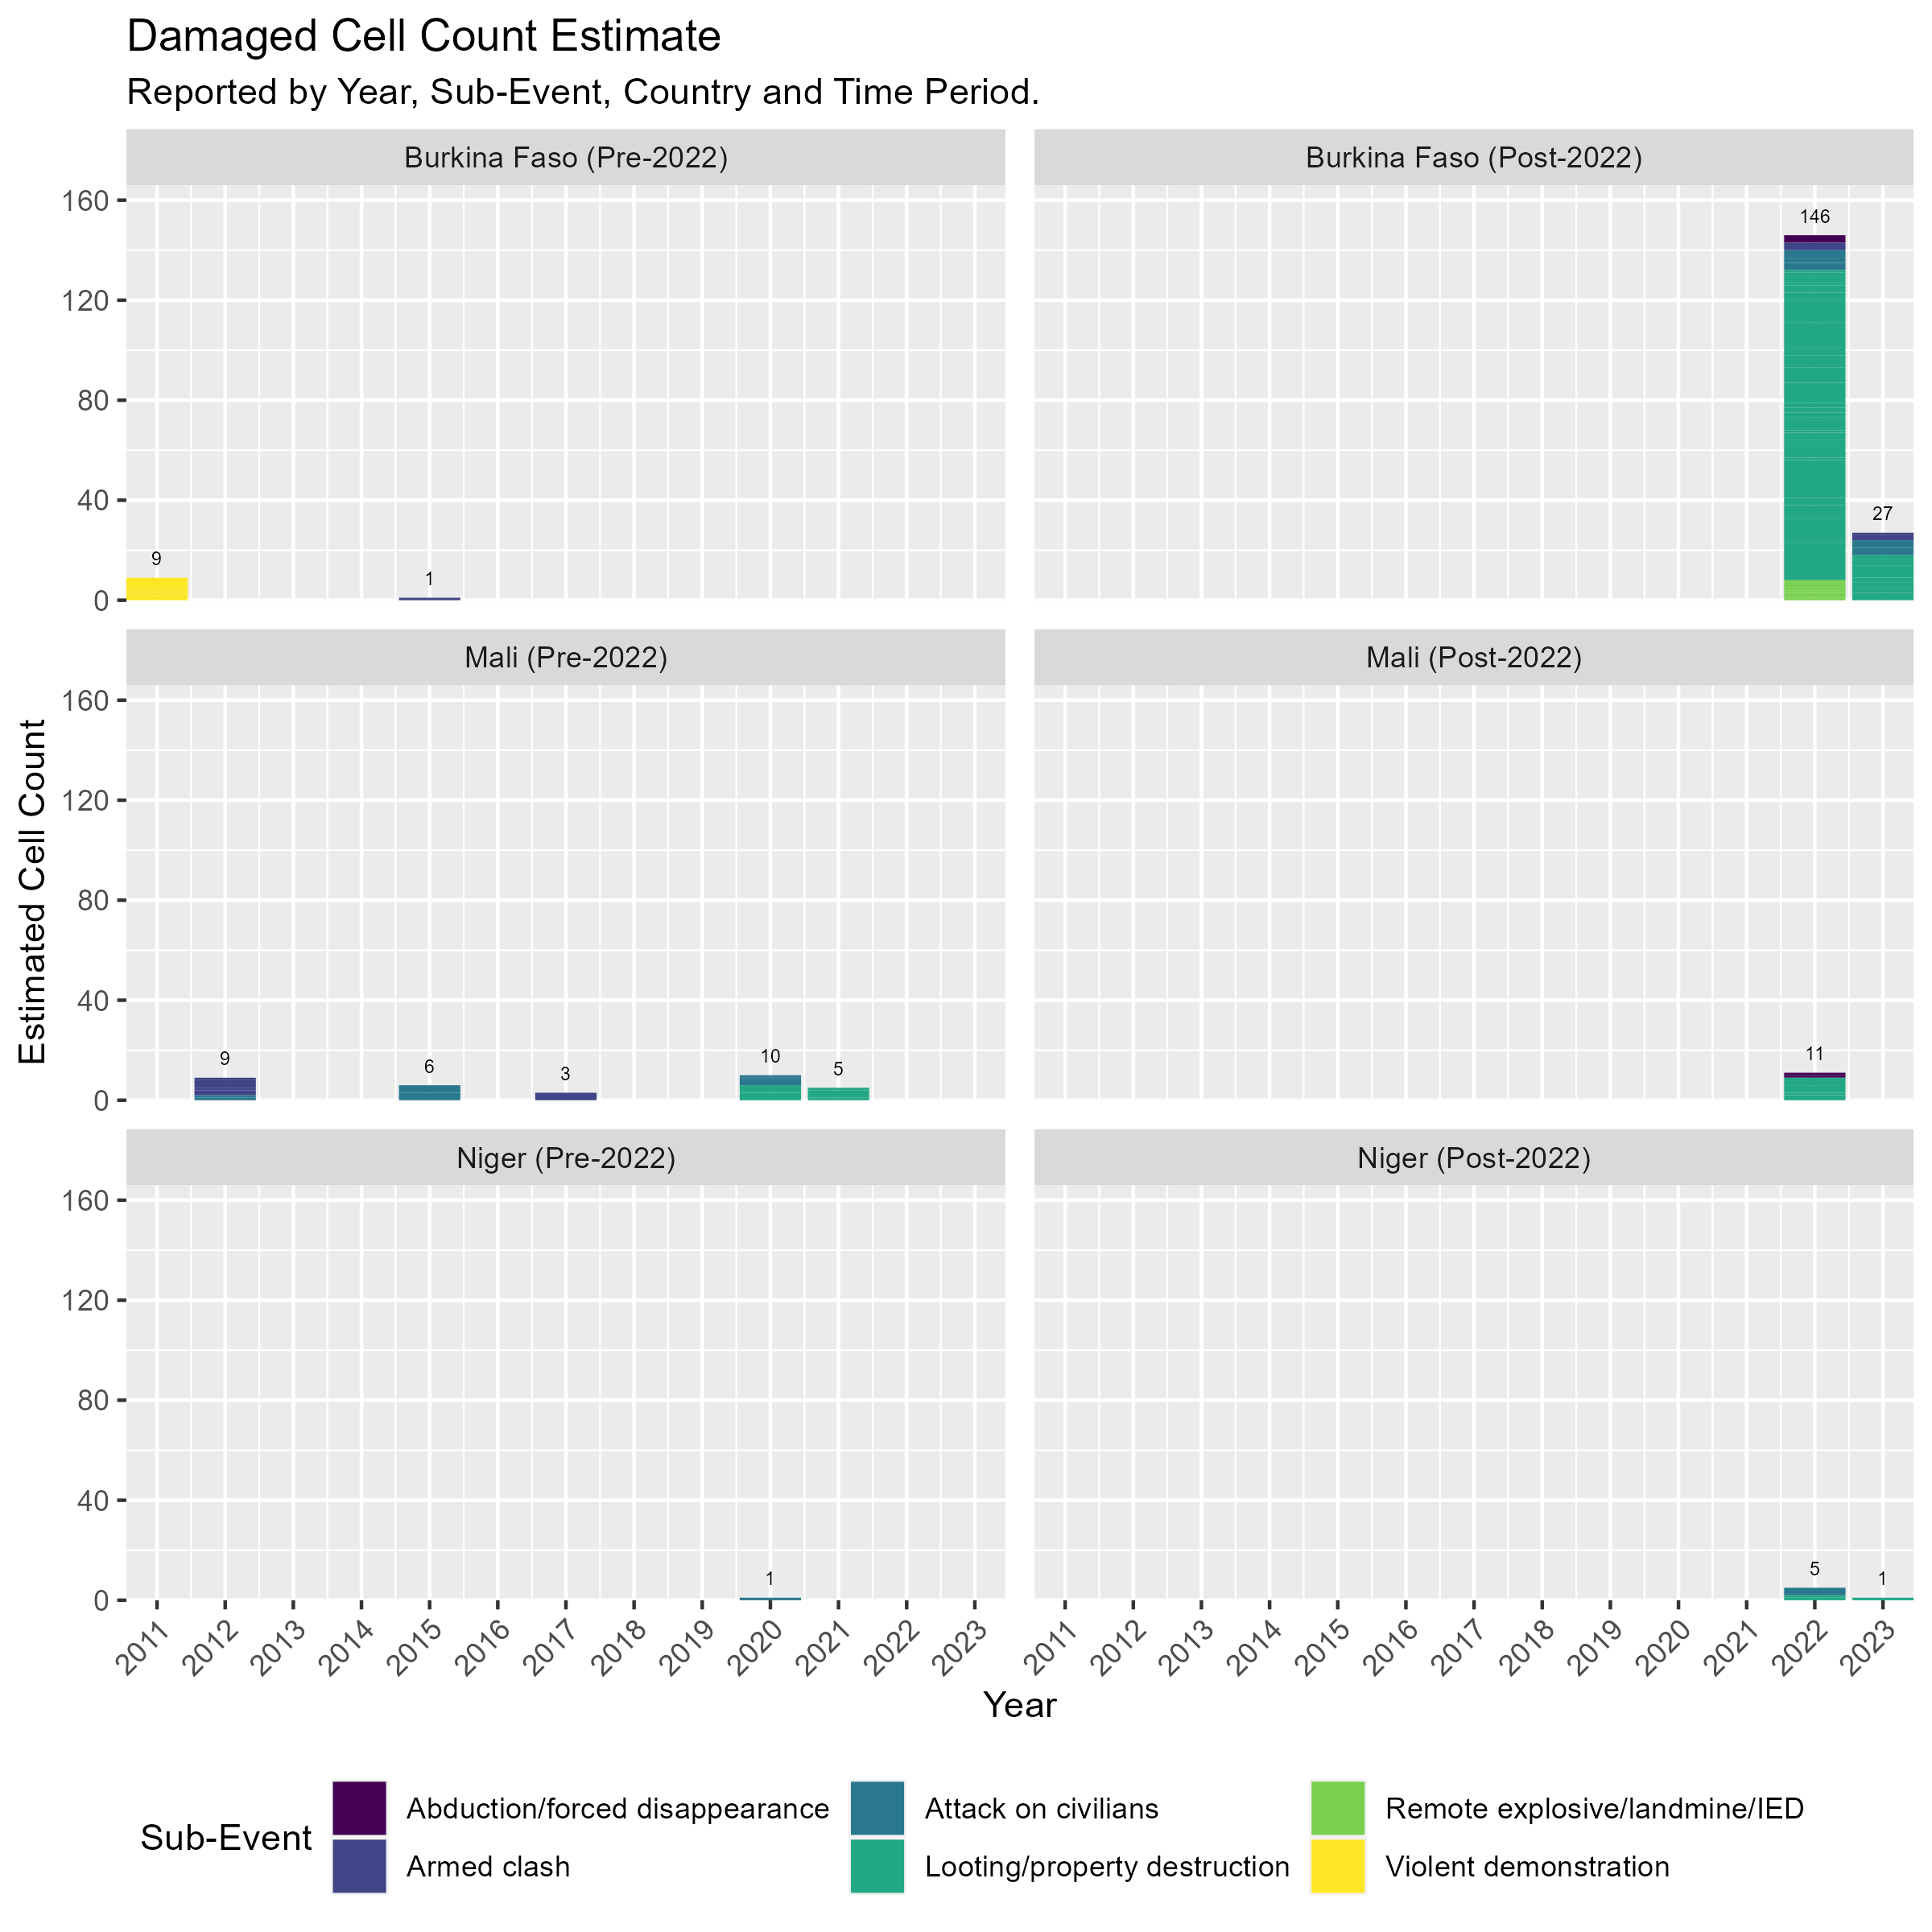 Damaged Cell Count Estimate
Reported by Year, Sub-Event, Country and Time Period.
Burkina Faso (Pre-2022)
Burkina Faso (Post-2022)
160
120
80
40
0
9
1
146
27
Mali (Pre-2022)
Mali (Post-2022)
Estimated Cell Count
160
120
80
40
0
9
6
3
10
5
11
Niger (Pre-2022)
Niger (Post-2022)
160
120
80
40
0
1
5
1
2011 2012 2013 2014 2015 2016 2017 2018 2019 2020 2021 2022 2023
2011 2012 2013 2014 2015 2016 2017 2018 2019 2020 2021 2022 2023
Year
Sub-Event
Abduction/forced disappearance
Armed clash
Attack on civilians
Looting/property destruction
Remote explosive/landmine/IED
Violent demonstration